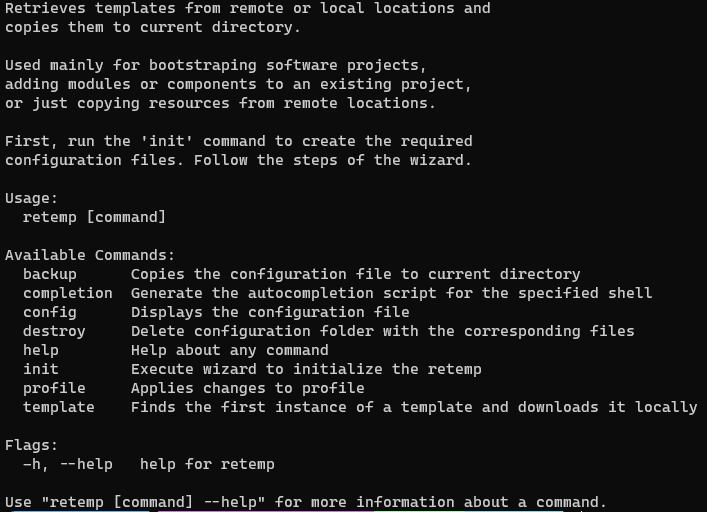 Retrieves templates from remote or local locations and
copies them to current directory.
Used mainly for bootstraping software projects,
adding modules or components to an existing project,
or just copying resources from remote locations.
First, run the 'init' command to create the required
configuration files. Follow the steps of the wizard.
Usage:
  retemp [command]
Available Commands:
  backup      Copies the configuration file to current directory
  completion  Generate the autocompletion script for the specified shell
  config      Displays the configuration file
  destroy     Delete configuration folder with the corresponding files
  help        Help about any command
  init        Execute wizard to initialize the retemp
  profile     Applies changes to profile
  template    Finds the first instance of a template and downloads it locally
Flags:
  -h, --help   help for retemp
Use "retemp [command] --help" for more information about a command.